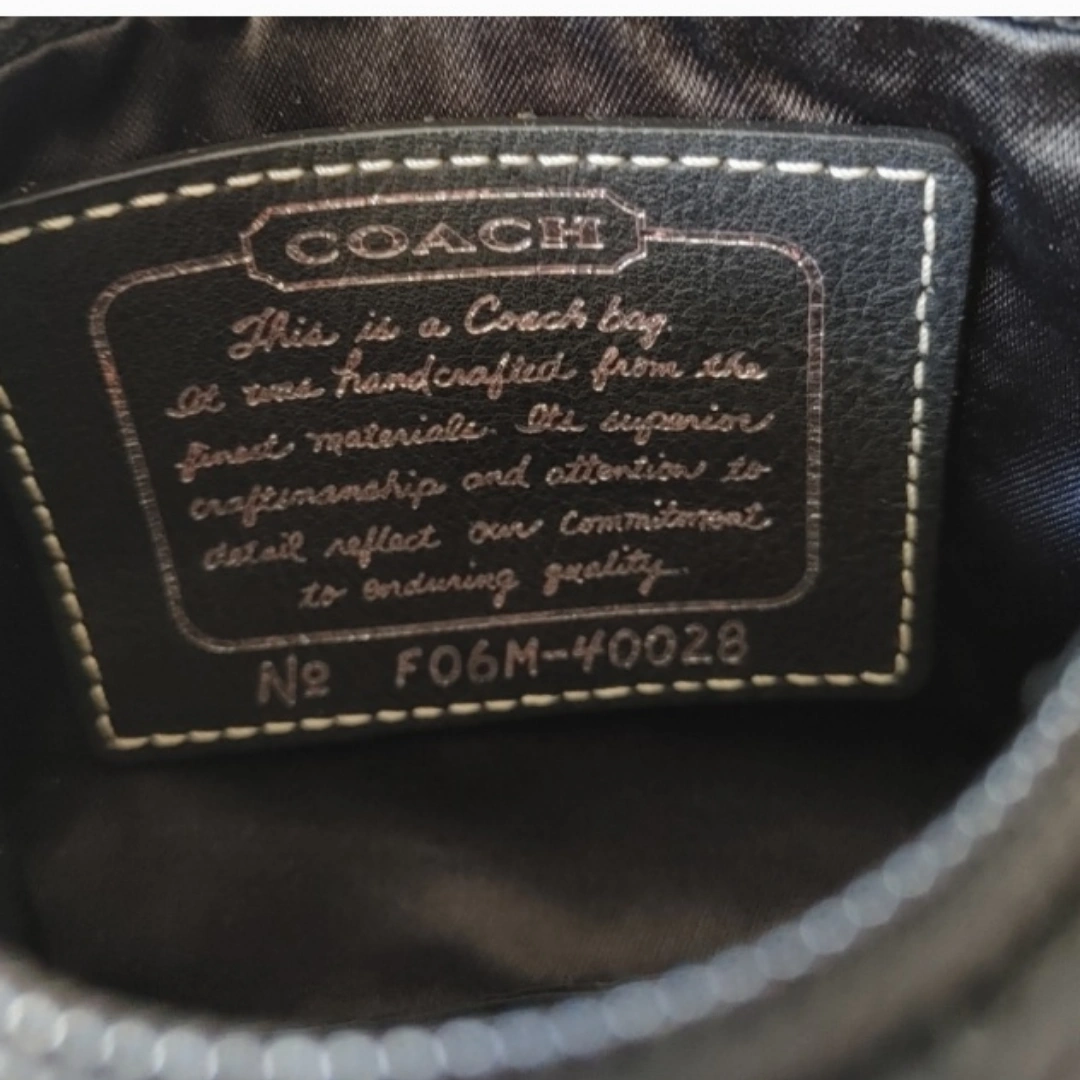 COACH
This is a Coach bag.
It was handcrafted from the
finest materials. Its superior
craftsmanship and attention to
detail reflect our commitment
to enduring quality.
Nº F06M-40028